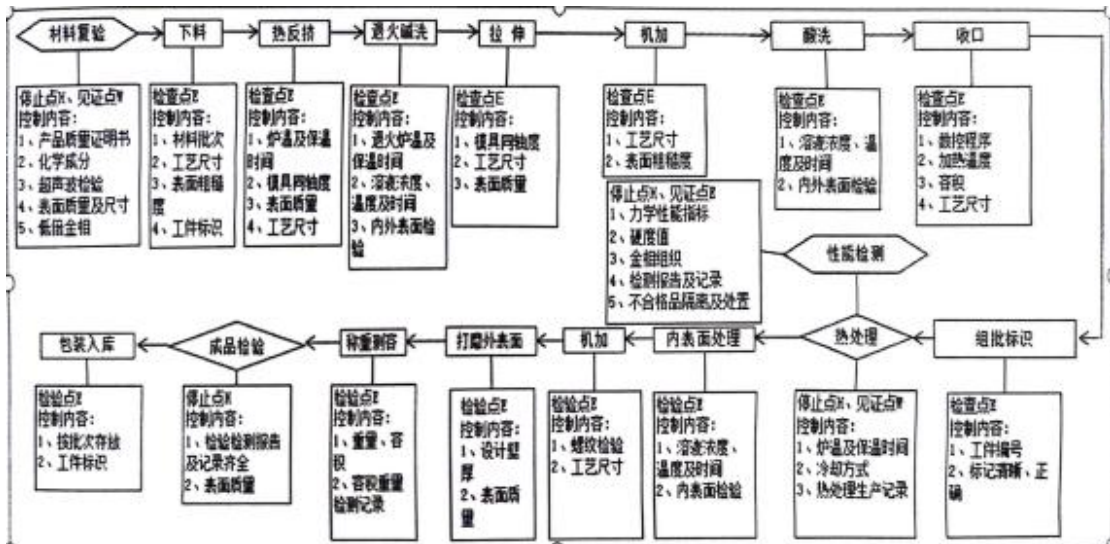 材料复验
下料
热反挤
退火碱洗
拉伸
机加
酸洗
收口
停止点H、见证点W
控制内容：
1、产品质量证明书
2、化学成分
3、超声波检验
4、表面质量及尺寸
5、低倍金相
检查点E
控制内容：
1、材料批次
2、工艺尺寸
3、表面粗糙
度
4、工件标识
检查点E
控制内容：
1、炉温及保温
时间
2、模具同轴度
3、表面质量
4、工艺尺寸
检查点E
控制内容：
1、退火炉温及
保温时间
2、溶液浓度、
温度及时间
3、内外表面检
验
检查点E
控制内容：
1、模具同轴度
2、工艺尺寸
3、表面质量
检查点E
控制内容：
1、工艺尺寸
2、表面粗糙度
检查点E
控制内容：
1、溶液浓度、温
度及时间
2、内外表面检验
检查点E
控制内容：
1、数控程序
2、加热温度
3、容积
4、工艺尺寸
停止点H、见证点E
1、力学性能指标
2、硬度值
3、金相组织
4、检测报告及记录
5、不合格品隔离及处置
性能检测
包装入库
成品检验
称重测容
打磨外表面
机加
内表面处理
热处理
组批标识
检验点E
控制内容：
1、按批次存放
2、工件标识
停止点H
控制内容：
1、检验检测报告
及记录齐全
2、表面质量
检验点E
控制内容：
1、重量、容
积
2、容积重量
检测记录
检验点E
控制内容：
1、设计壁
厚
2、表面质
量
检验点E
控制内容：
1、螺纹检验
2、工艺尺寸
检验点E
控制内容：
1、溶液浓度、
温度及时间
2、内表面检验
停止点H、见证点W
控制内容：
1、炉温及保温时间
2、冷却方式
3、热处理生产记录
检查点E
控制内容：
1、工件编号
2、标记清晰、正
确